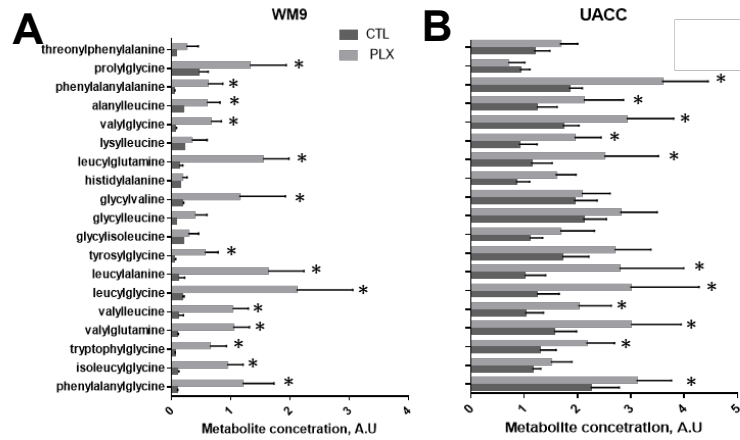 A
WM9
CTL
PLX
threonylphenylalanine
prolylglycine
phenylalanylalanine
alanylleucine
valylglycine
lysylleucine
leucylglutamine
histidylalanine
glycylvaline
glycylleucine
glycylisoleucine
tyrosylglycine
leucylalanine
leucylglycine
valylleucine
valylglutamine
tryptophylglycine
isoleucylglycine
phenylalanylglycine
* * * * * * * * * * * * * *
0 1 2 3 4
Metabolite concetration, A.U
B
UACC
* * * * * * * * * * *
0 1 2 3 4 5
Metabolite concetration, A.U